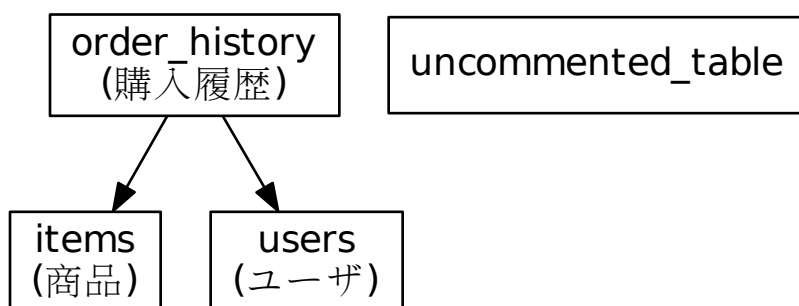 order_history
(購入履歴)
uncommented_table
items
(商品)
users
(ユーザ)